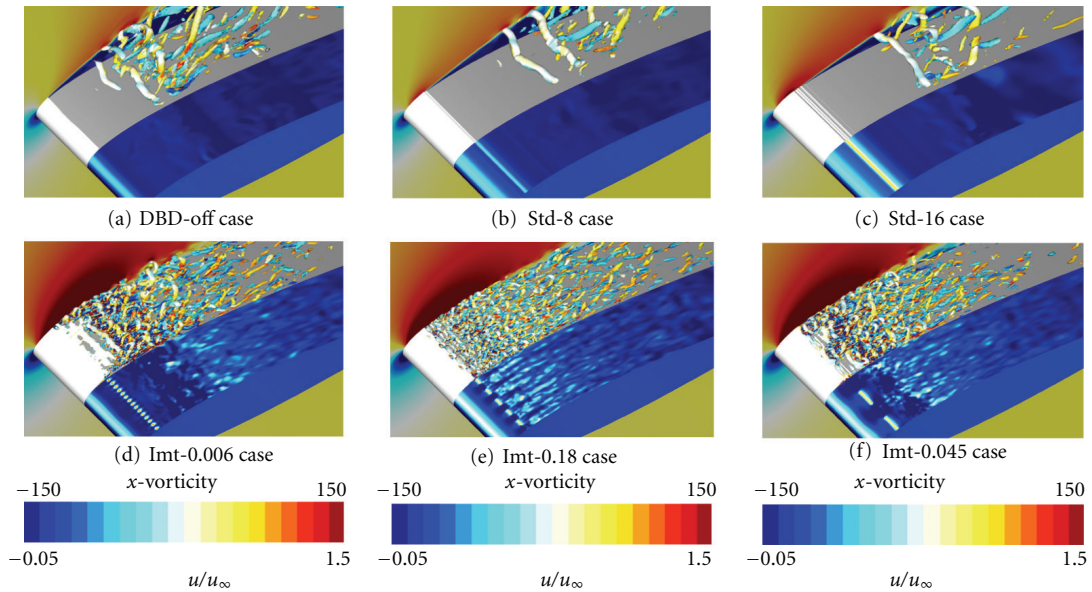 (a) DBD-off case
(b) Std-8 case
(c) Std-16 case
(d) Imt-0.006 case
(e) Imt-0.18 case
(f) Imt-0.045 case
x-vorticity
x-vorticity
x-vorticity
−150 150
−150 150
−150 150
−0.05 1.5
−0.05 1.5
−0.05 1.5
u/u∞
u/u∞
u/u∞